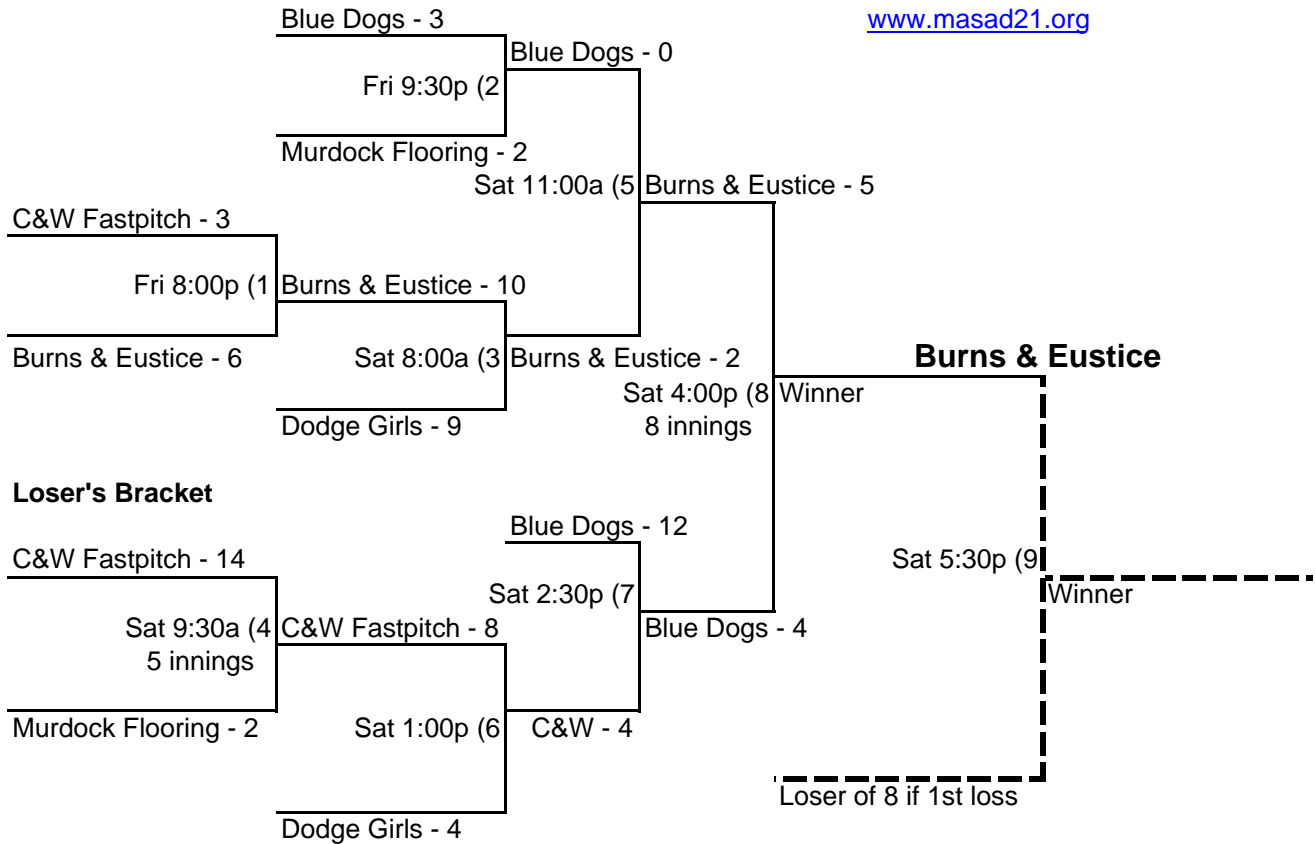 Blue Dogs - 3
www.masad21.org
Blue Dogs - 0
Fri 9:30p (2
Murdock Flooring - 2
Sat 11:00a (5
Burns & Eustice - 5
C&W Fastpitch - 3
Fri 8:00p (1
Burns & Eustice - 10
Burns & Eustice - 6
Sat 8:00a (3
Burns & Eustice - 2
Burns & Eustice
Sat 4:00p (8
Winner
8 innings
Dodge Girls - 9
Loser's Bracket
Blue Dogs - 12
C&W Fastpitch - 14
Sat 5:30p (9
Sat 2:30p (7
Winner
Sat 9:30a (4
C&W Fastpitch - 8
Blue Dogs - 4
5 innings
Murdock Flooring - 2
Sat 1:00p (6
C&W - 4
Loser of 8 if 1st loss
Dodge Girls - 4